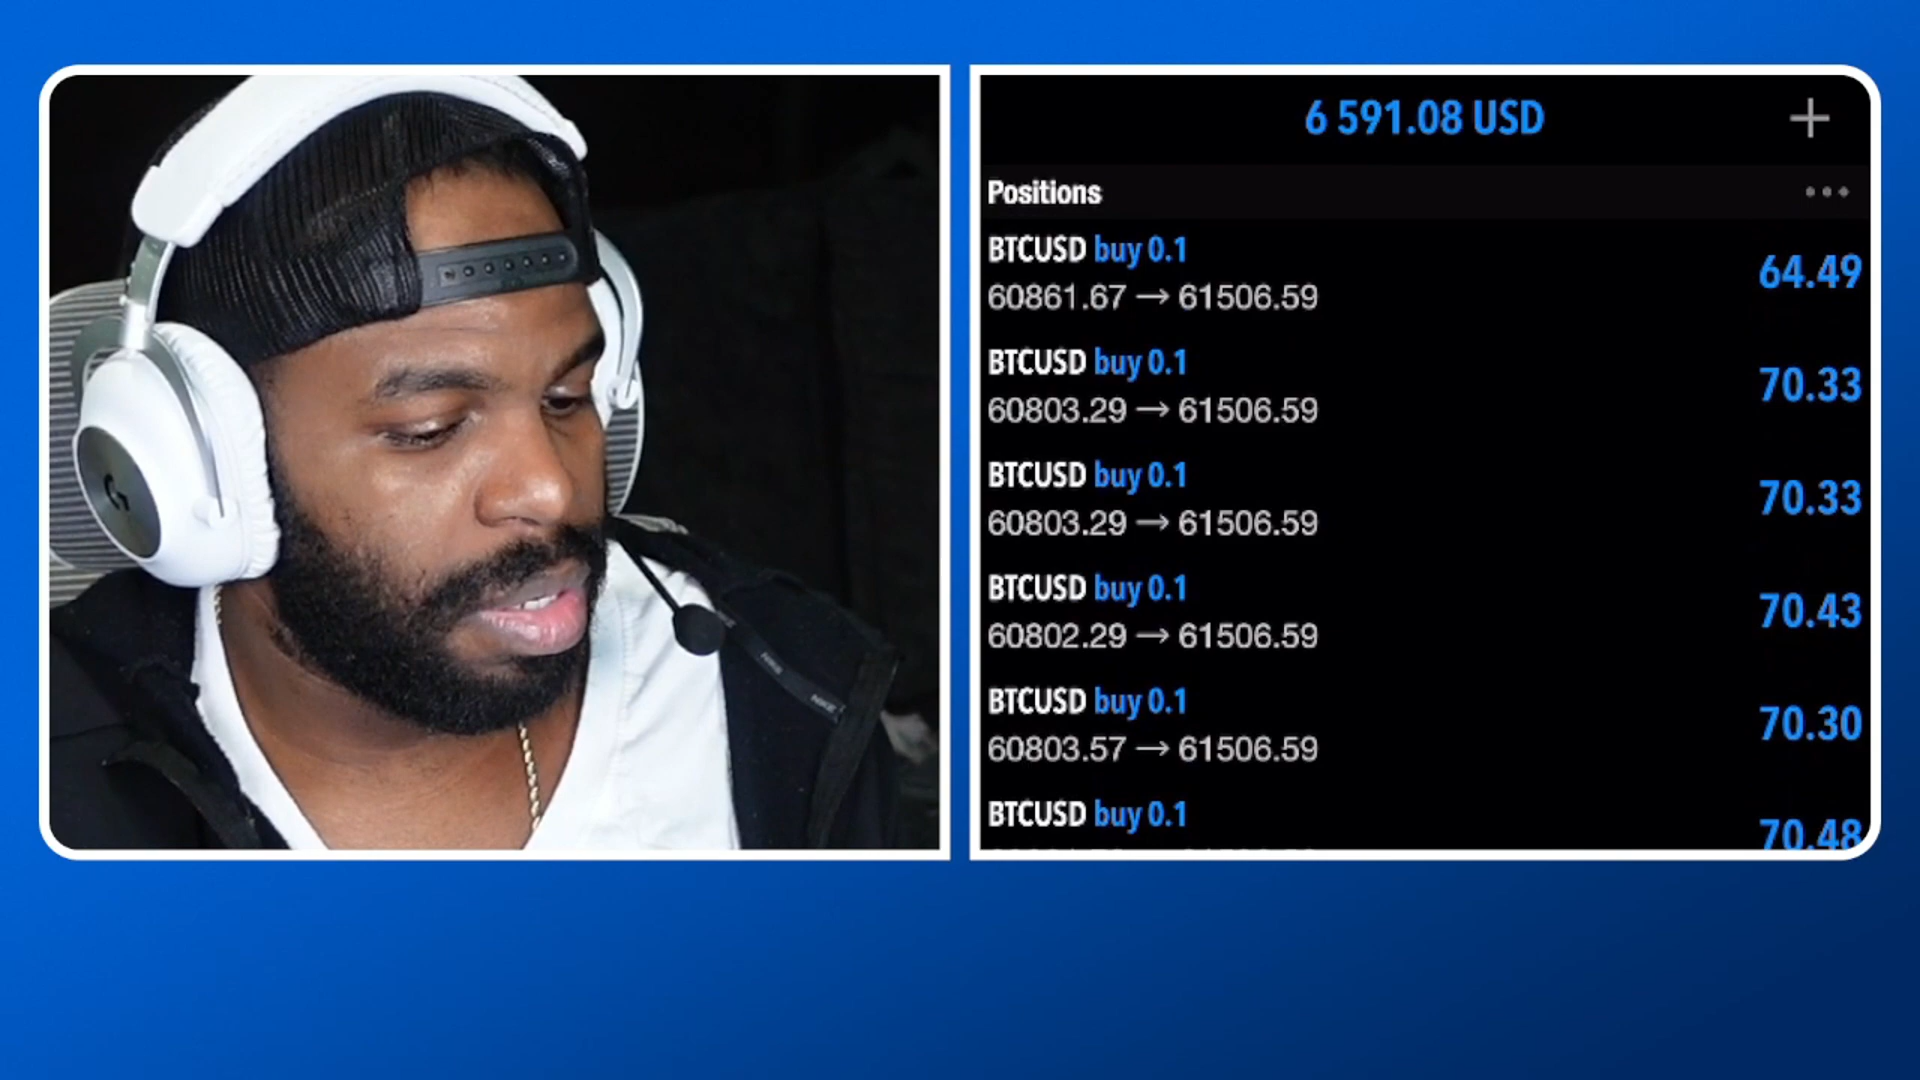 6 591.08 USD
Positions
BTCUSD buy 0.1
64.49
60861.67 → 61506.59
BTCUSD buy 0.1
70.33
60803.29 → 61506.59
BTCUSD buy 0.1
70.33
60803.29 → 61506.59
BTCUSD buy 0.1
70.43
60802.29 → 61506.59
BTCUSD buy 0.1
70.30
60803.57 → 61506.59
BTCUSD buy 0.1
70.48
NIKE
NIKE